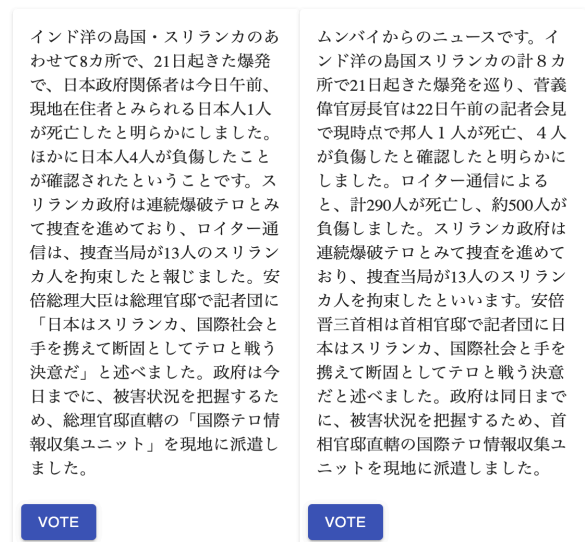 インド洋の島国・スリランカのあ
わせて8カ所で、21日起きた爆発
で、日本政府関係者は今日午前、
現地在住者とみられる日本人1人
が死亡したと明らかにしました。
ほかに日本人4人が負傷したこと
が確認されたということです。ス
リランカ政府は連続爆破テロとみ
て捜査を進めており、ロイター通
信は、捜査当局が13人のスリラン
カ人を拘束したと報じました。安
倍総理大臣は総理官邸で記者団に
「日本はスリランカ、国際社会と
手を携えて断固としてテロと戦う
決意だ」と述べました。政府は今
日までに、被害状況を把握するた
め、総理官邸直轄の「国際テロ情
報収集ユニット」を現地に派遣し
ました。
VOTE
ムンバイからのニュースです。イ
ンド洋の島国スリランカの計８カ
所で21日起きた爆発を巡り、菅義
偉官房長官は22日午前の記者会見
で現時点で邦人１人が死亡、４人
が負傷したと確認したと明らかに
しました。ロイター通信による
と、計290人が死亡し、約500人が
負傷しました。スリランカ政府は
連続爆破テロとみて捜査を進めて
おり、捜査当局が13人のスリラン
カ人を拘束したといいます。安倍
晋三首相は首相官邸で記者団に日
本はスリランカ、国際社会と手を
携えて断固としてテロと戦う決意
だと述べました。政府は同日まで
に、被害状況を把握するため、首
相官邸直轄の国際テロ情報収集ユ
ニットを現地に派遣しました。
VOTE